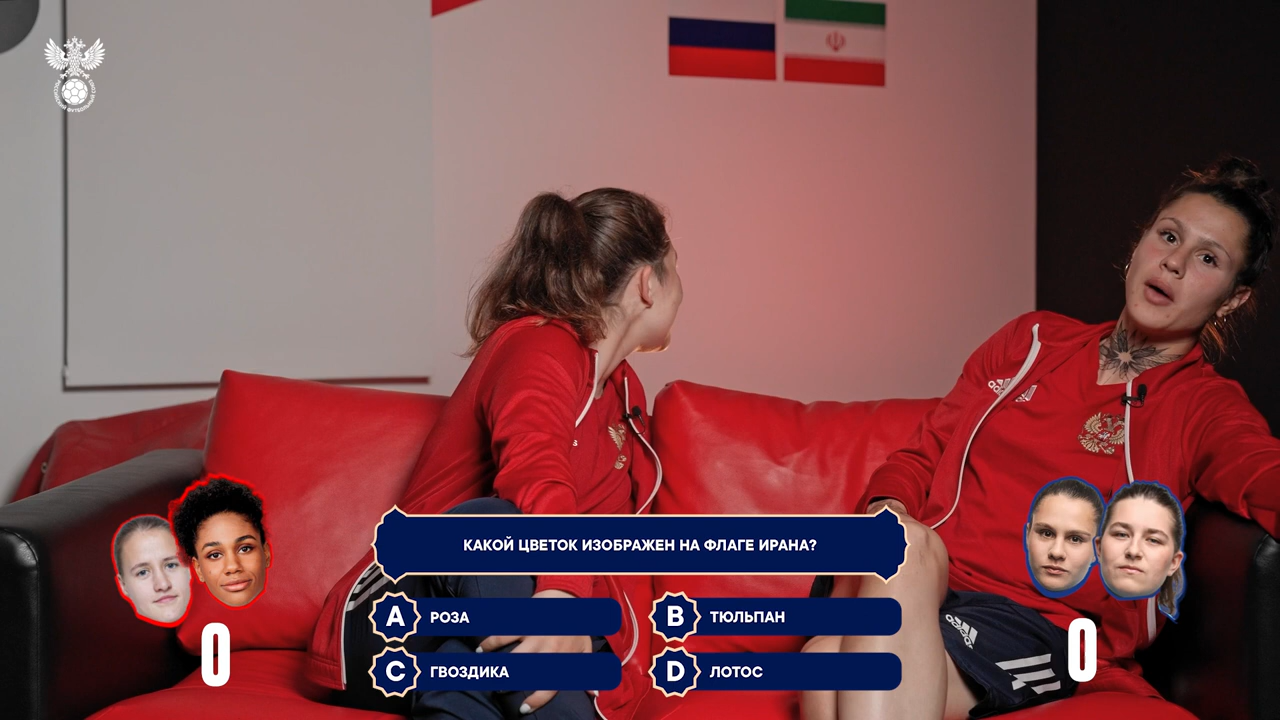 КАКОЙ ЦВЕТОК ИЗОБРАЖЕН НА ФЛАГЕ ИРАНА?
A РОЗА
B ТЮЛЬПАН
C ГВОЗДИКА
D ЛОТОС
0
0